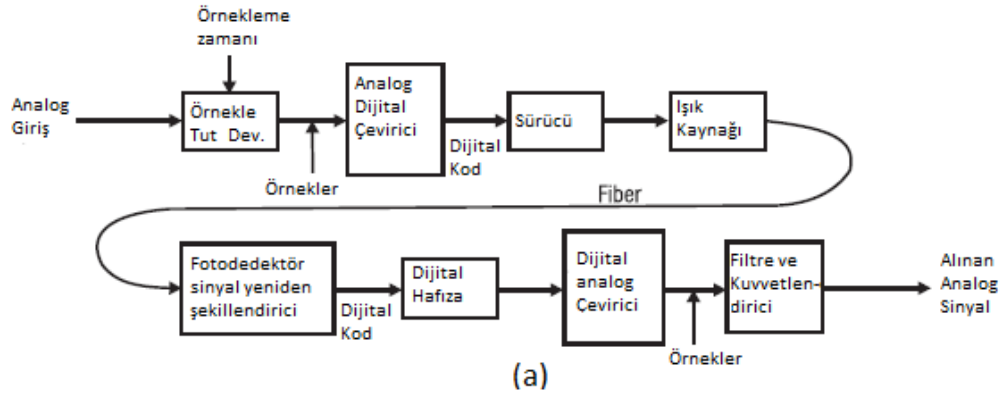 Örnekleme
zamanı
Analog
Giriş
Örnekle
Tut Dev.
Örnekler
Analog
Dijital
Çevirici
Dijital
Kod
Sürücü
Işık
Kaynağı
Fiber
Fotodedektör
sinyal yeniden
şekillendirici
Dijital
Kod
Dijital
Hafıza
Dijital
analog
Çevirici
Örnekler
Filtre ve
Kuvvetlen-
dirici
Alınan
Analog
Sinyal
(a)